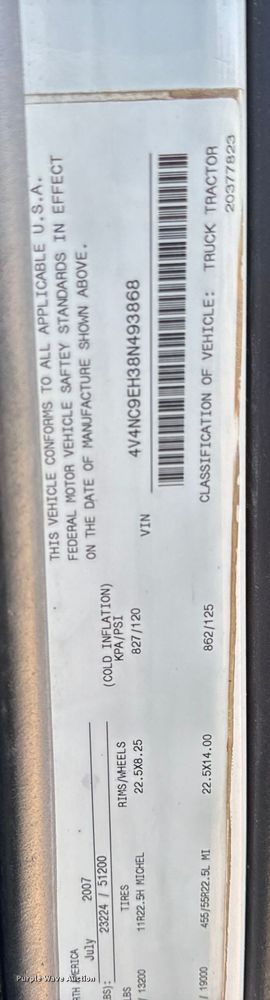 THIS VEHICLE CONFORMS TO ALL APPLICABLE U.S.A.
FEDERAL MOTOR VEHICLE SAFTEY STANDARDS IN EFFECT
ON THE DATE OF MANUFACTURE SHOWN ABOVE.
July 2007
23224 / 51200
TIRES RIMS/WHEELS (COLD INFLATION)
KPA/PSI
13200 11R22.5H MICHEL 22.5X8.25 827/120
VIN 4V4NC9EH38N493868
19000 455/55R22.5L MI 22.5X14.00 862/125
CLASSIFICATION OF VEHICLE: TRUCK TRACTOR
20377823
Purple Wave Auction